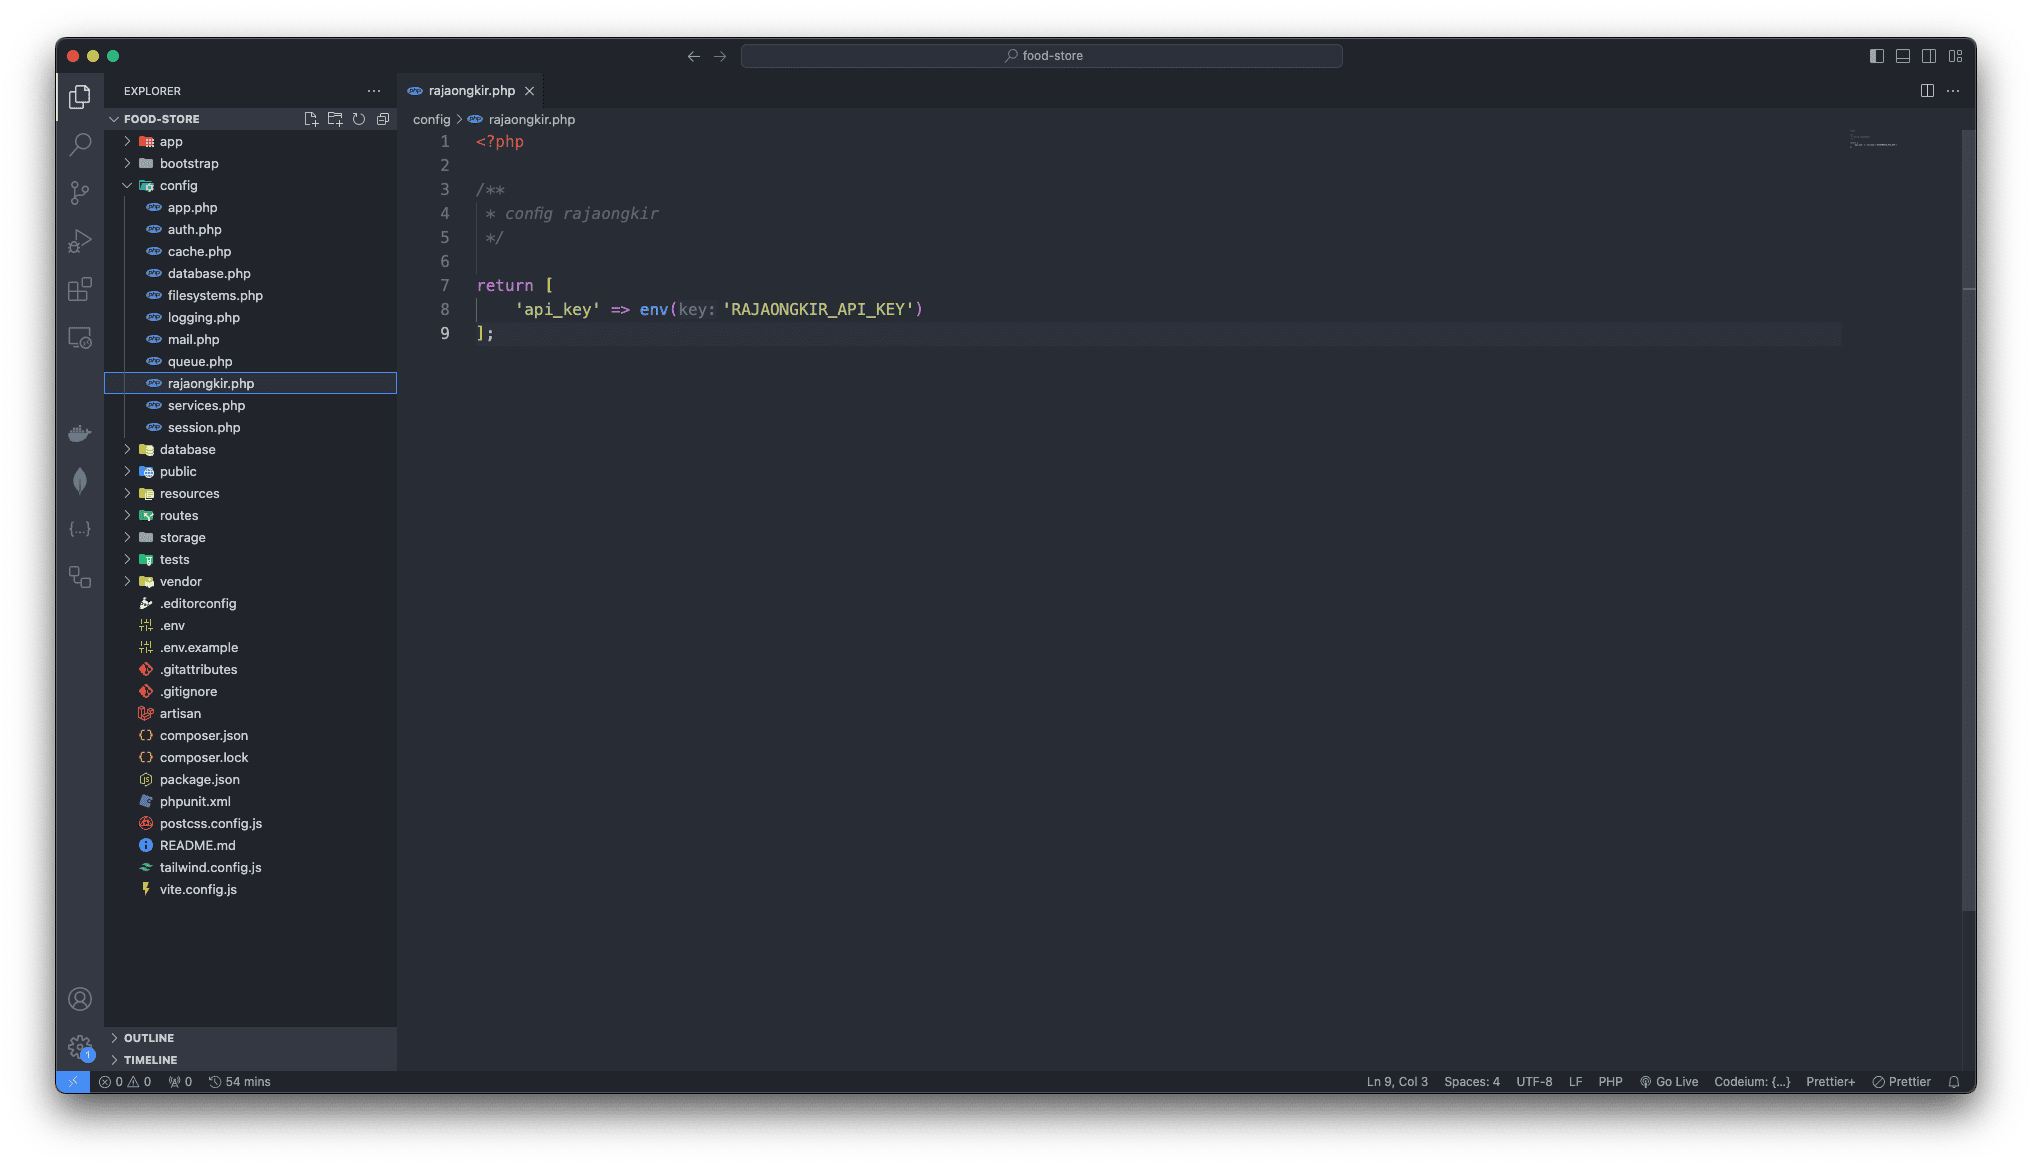 food-store
EXPLORER
rajaongkir.php
FOOD-STORE
config > rajaongkir.php
app
bootstrap
config
app.php
auth.php
cache.php
database.php
filesystems.php
logging.php
mail.php
queue.php
rajaongkir.php
services.php
session.php
database
public
resources
routes
storage
tests
vendor
.editorconfig
.env
.env.example
.gitattributes
.gitignore
artisan
composer.json
composer.lock
package.json
phpunit.xml
postcss.config.js
README.md
tailwind.config.js
vite.config.js
OUTLINE
TIMELINE
1 <?php
2
3 /**
4 * config rajaongkir
5 */
6
7 return [
8 'api_key' => env(key: 'RAJAONGKIR_API_KEY')
9 ];
1
0 0 0 54 mins
Ln 9, Col 3 Spaces: 4 UTF-8 LF PHP Go Live Codeium: {...} Prettier+ Prettier